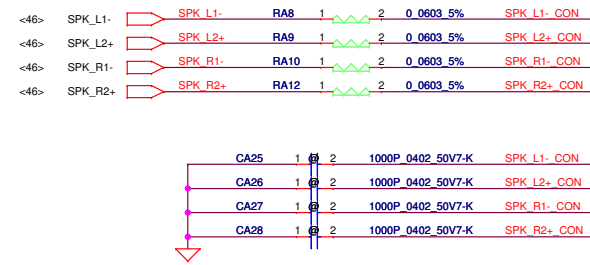 <46> SPK_L1- SPK_L1- RA8 1 2 0_0603_5% SPK_L1-_CON
<46> SPK_L2+ SPK_L2+ RA9 1 2 0_0603_5% SPK_L2+_CON
<46> SPK_R1- SPK_R1- RA10 1 2 0_0603_5% SPK_R1-_CON
<46> SPK_R2+ SPK_R2+ RA12 1 2 0_0603_5% SPK_R2+_CON
CA25 1 @ 2 1000P_0402_50V7-K SPK_L1-_CON
CA26 1 @ 2 1000P_0402_50V7-K SPK_L2+_CON
CA27 1 @ 2 1000P_0402_50V7-K SPK_R1-_CON
CA28 1 @ 2 1000P_0402_50V7-K SPK_R2+_CON